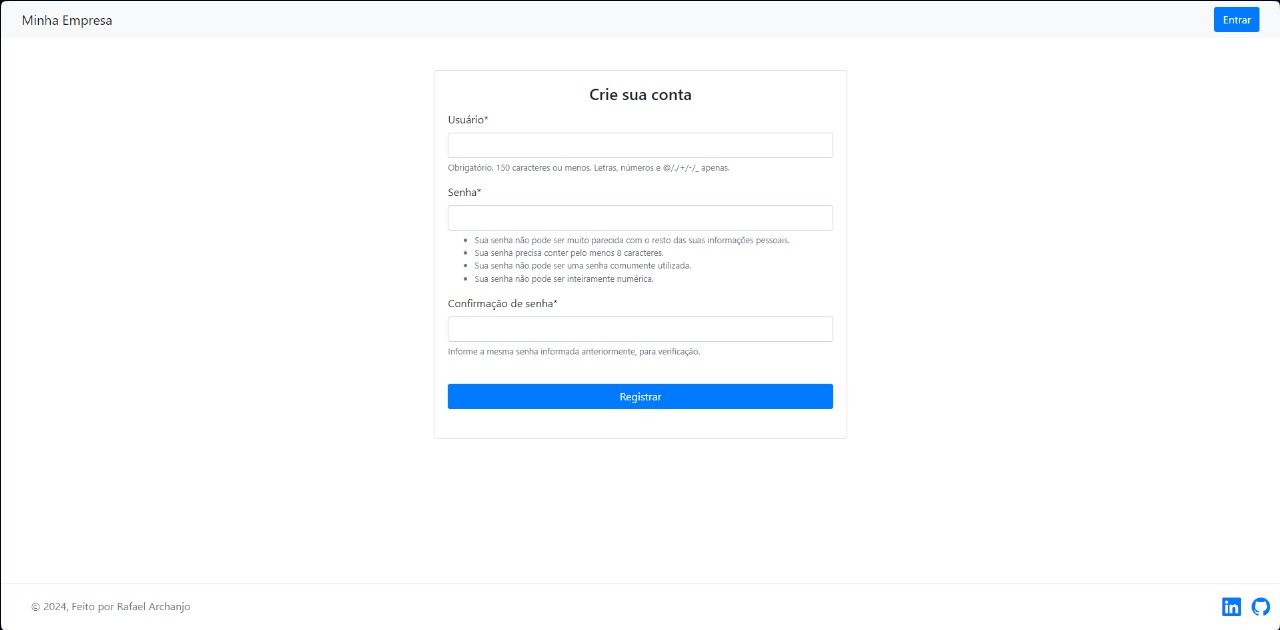 Minha Empresa
Entrar
Crie sua conta
Usuário*
Obrigatório. 150 caracteres ou menos. Letras, números e @/./+/-/_ apenas.
Senha*
Sua senha não pode ser muito parecida com o resto das suas informações pessoais.
Sua senha precisa conter pelo menos 8 caracteres.
Sua senha não pode ser uma senha comumente utilizada.
Sua senha não pode ser inteiramente numérica.
Confirmação de senha*
Informe a mesma senha informada anteriormente, para verificação.
Registrar
© 2024, Feito por Rafael Archanjo
in